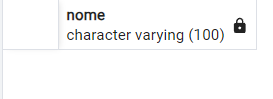 nome
character varying (100)